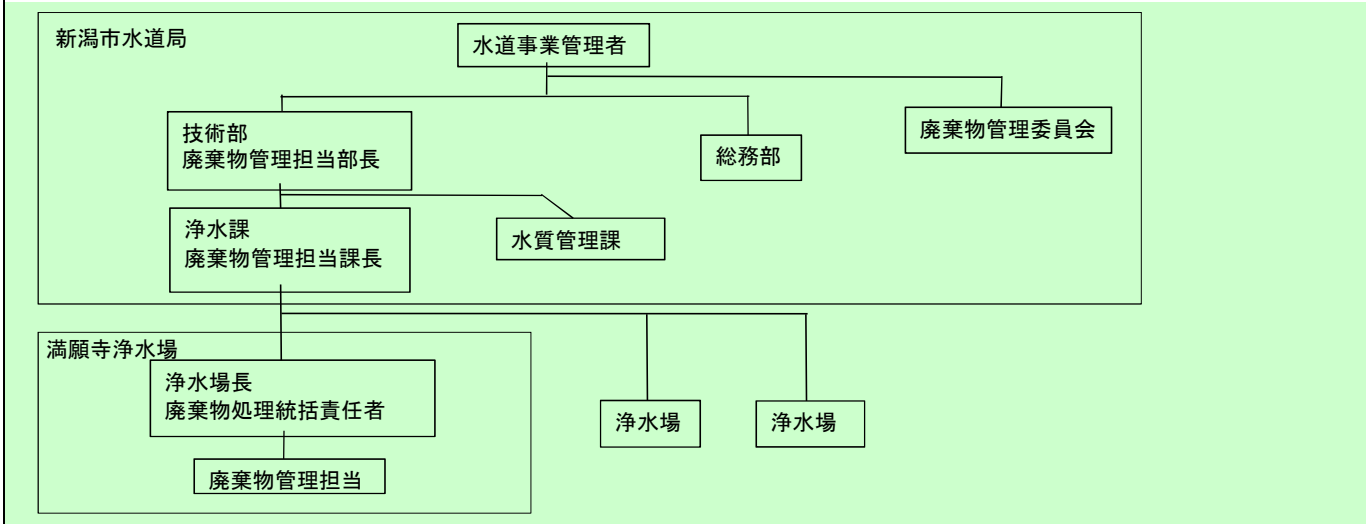 新潟市水道局
水道事業管理者
技術部
廃棄物管理担当部長
総務部
廃棄物管理委員会
浄水課
廃棄物管理担当課長
水質管理課
満願寺浄水場
浄水場長
廃棄物処理統括責任者
浄水場
浄水場
廃棄物管理担当